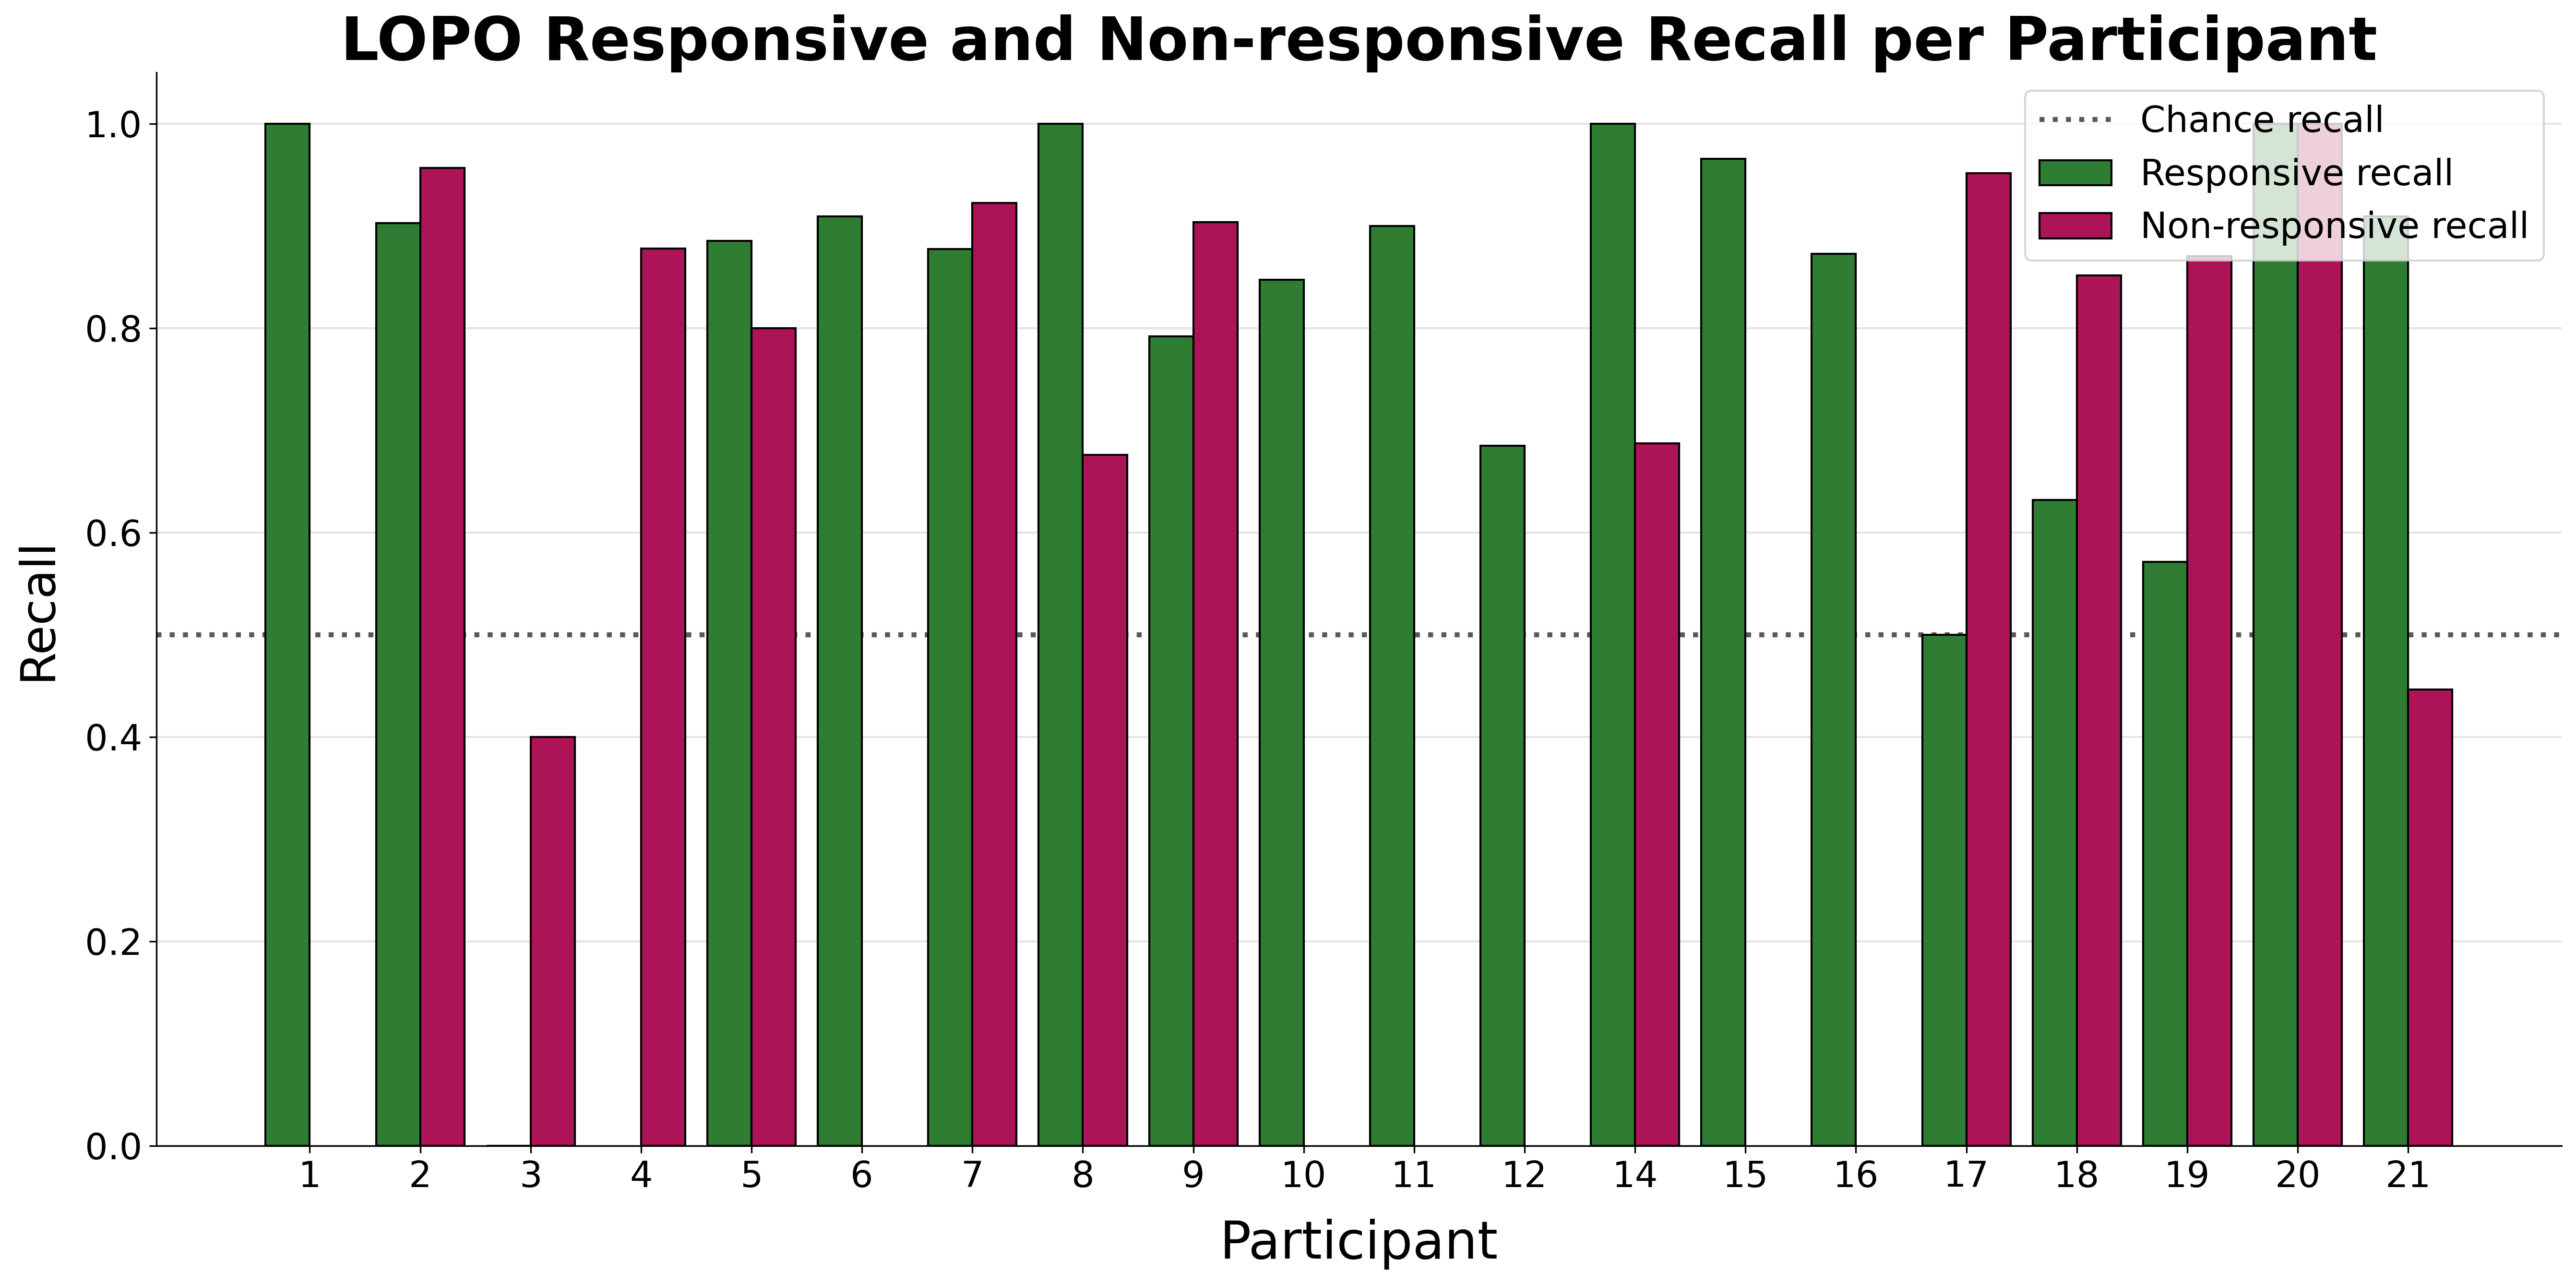 LOPO Responsive and Non-responsive Recall per Participant
Chance recall
Responsive recall
Non-responsive recall
Recall
1.0
0.8
0.6
0.4
0.2
0.0
1 2 3 4 5 6 7 8 9 10 11 12 14 15 16 17 18 19 20 21
Participant